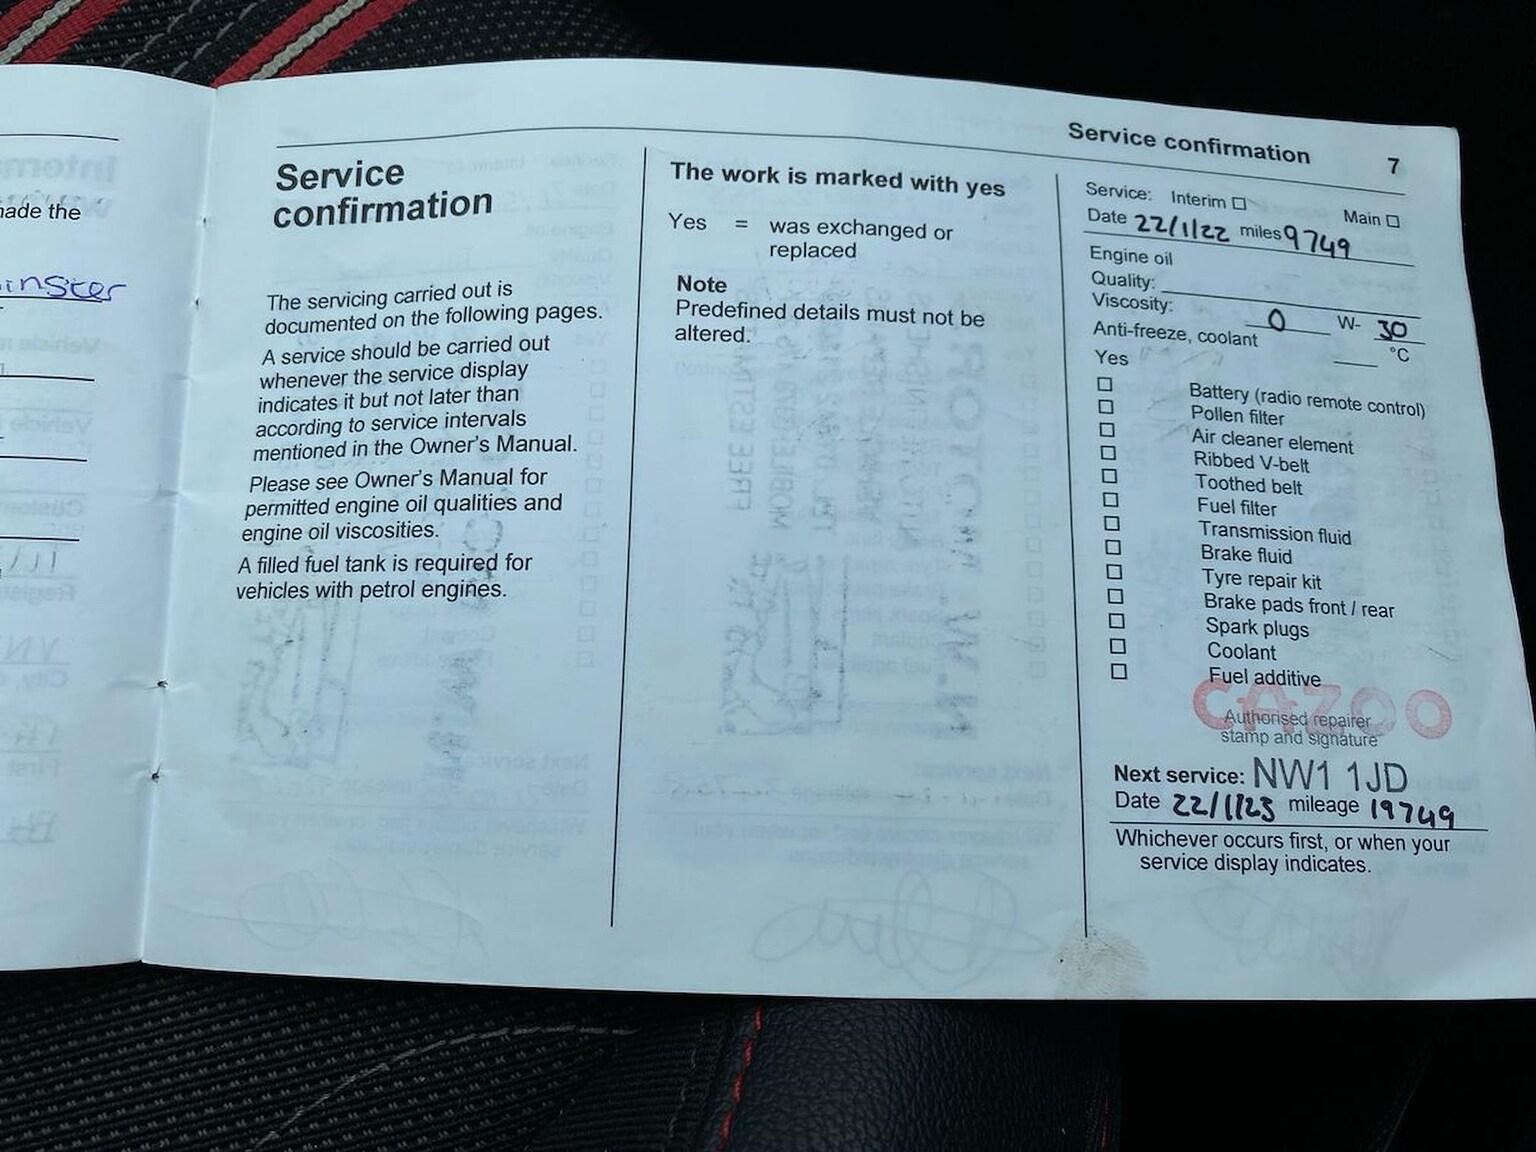 made the
inster
Service confirmation 7
Service
confirmation
The servicing carried out is
documented on the following pages.
A service should be carried out
whenever the service display
indicates it but not later than
according to service intervals
mentioned in the Owner's Manual.
Please see Owner's Manual for
permitted engine oil qualities and
engine oil viscosities.
A filled fuel tank is required for
vehicles with petrol engines.
The work is marked with yes
Yes = was exchanged or
replaced
Note
Predefined details must not be
altered.
Service: Interim ☐ Main ☐
Date 22/1/22 miles 9749
Engine oil
Quality:
Viscosity: 0 W- 30
Anti-freeze, coolant °C
Yes
☐ Battery (radio remote control)
☐ Pollen filter
☐ Air cleaner element
☐ Ribbed V-belt
☐ Toothed belt
☐ Fuel filter
☐ Transmission fluid
☐ Brake fluid
☐ Tyre repair kit
☐ Brake pads front / rear
☐ Spark plugs
☐ Coolant
☐ Fuel additive
CAZOO
Authorised repairer
stamp and signature
Next service: NW1 1JD
Date 22/1/23 mileage 19749
Whichever occurs first, or when your
service display indicates.